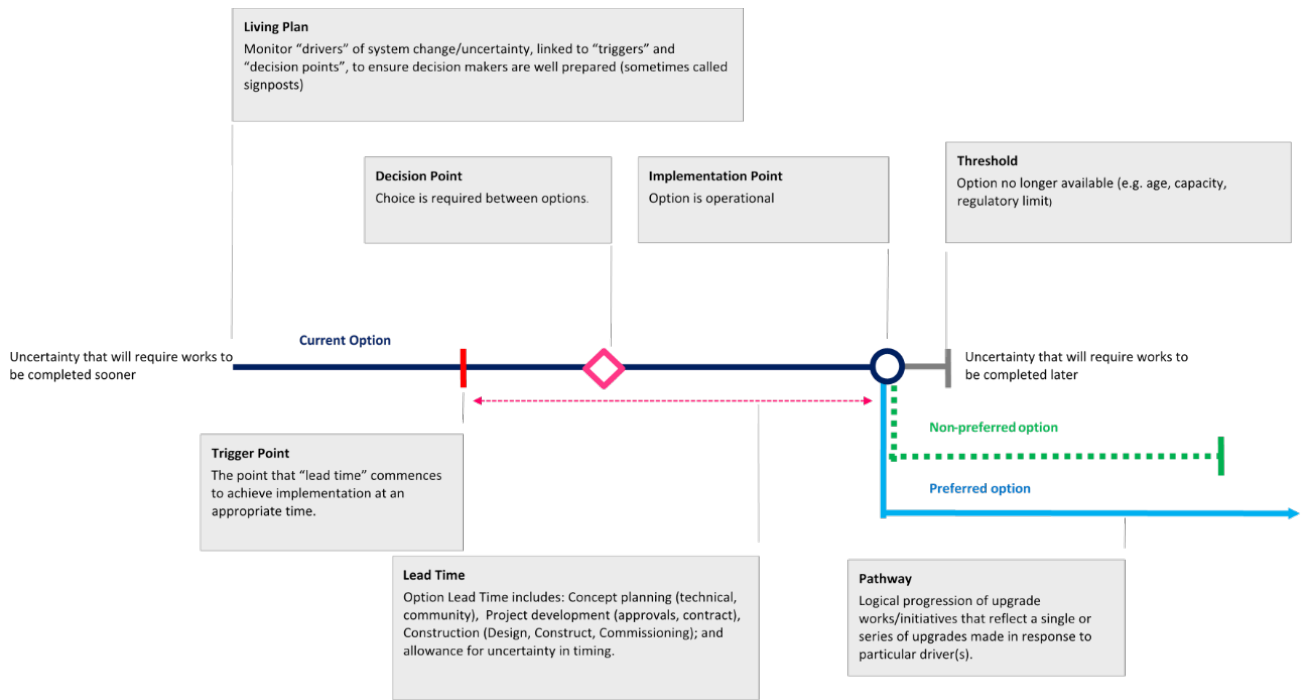 Living Plan
Monitor “drivers” of system change/uncertainty, linked to “triggers” and
“decision points”, to ensure decision makers are well prepared (sometimes called
signposts)
Decision Point
Choice is required between options.
Implementation Point
Option is operational
Threshold
Option no longer available (e.g. age, capacity,
regulatory limit)
Current Option
Uncertainty that will require works to
be completed sooner
Uncertainty that will require works to
be completed later
Non-preferred option
Preferred option
Trigger Point
The point that “lead time” commences
to achieve implementation at an
appropriate time.
Lead Time
Option Lead Time includes: Concept planning (technical,
community), Project development (approvals, contract),
Construction (Design, Construct, Commissioning); and
allowance for uncertainty in timing.
Pathway
Logical progression of upgrade
works/initiatives that reflect a single or
series of upgrades made in response to
particular driver(s).